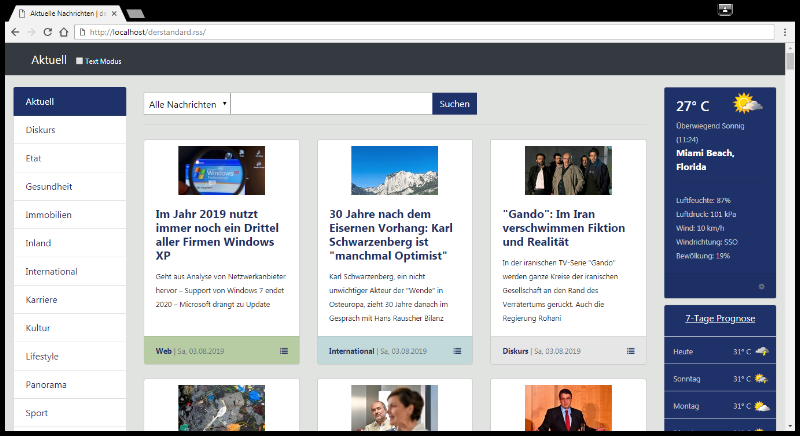 Aktuelle Nachrichten | de
http://localhost/derstandard.rss/
Aktuell
Text Modus
Aktuell
Diskurs
Etat
Gesundheit
Immobilien
Inland
International
Karriere
Kultur
Lifestyle
Panorama
Sport
Alle Nachrichten
Suchen
Im Jahr 2019 nutzt
immer noch ein Drittel
aller Firmen Windows
XP
Geht aus Analyse von Netzwerkanbieter
hervor – Support von Windows 7 endet
2020 – Microsoft drängt zu Update
Web | Sa, 03.08.2019
30 Jahre nach dem
Eisernen Vorhang: Karl
Schwarzenberg ist
"manchmal Optimist"
Karl Schwarzenberg, ein nicht
unwichtiger Akteur der "Wende" in
Osteuropa, zieht 30 Jahre danach im
Gespräch mit Hans Rauscher Bilanz
International | Sa, 03.08.2019
"Gando": Im Iran
verschwimmen Fiktion
und Realität
In der iranischen TV-Serie "Gando"
werden ganze Kreise der iranischen
Gesellschaft an den Rand des
Verrätertums gerückt. Auch die
Regierung Rohani
Diskurs | Sa, 03.08.2019
27° C
Überwiegend Sonnig
(11:24)
Miami Beach,
Florida
Luftfeuchte: 87%
Luftdruck: 101 kPa
Wind: 10 km/h
Windrichtung: SSO
Bewölkung: 19%
7-Tage Prognose
Heute 31° C
Sonntag 31° C
Montag 31° C